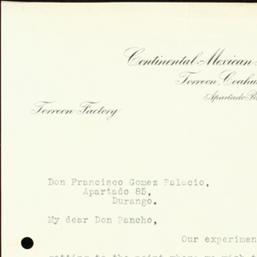 Continental-Mexican
Torreon, Coahu
Apartado
Torreon Factory
Don Francisco Gomez Palacio,
Apartado 85,
Durango.
My dear Don Pancho,
Our experimen